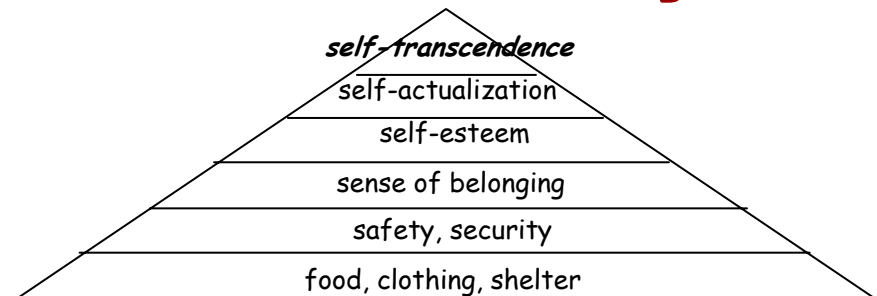 self-transcendence
self-actualization
self-esteem
sense of belonging
safety, security
food, clothing, shelter